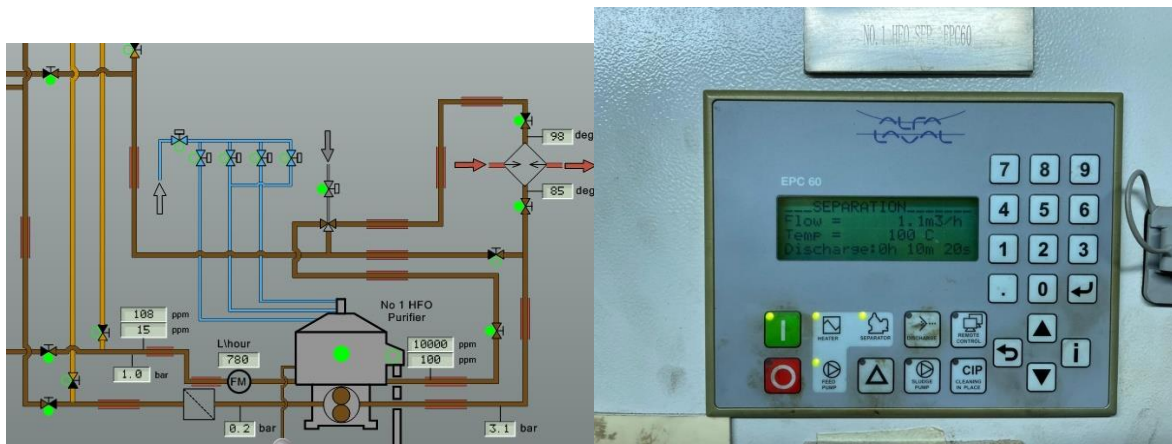 98 deg
85 deg
No 1 HFO
Purifier
108 ppm
15 ppm
L\hour
780
FM
1.0 bar
10000 ppm
100 ppm
0.2 bar
3.1 bar
NO.1 HFO SEP. EPC60
ALFA
LAVAL
EPC 60
SEPARATION
Flow = 1.1m3/h
Temp = 100 C
Discharge:0h 10m 20s
7 8 9
4 5 6
1 2 3
. 0
HEATER
SEPARATOR
DISCHARGE
REMOTE
CONTROL
FEED
PUMP
SLUDGE
PUMP
CIP
CLEANING
IN PLACE
i